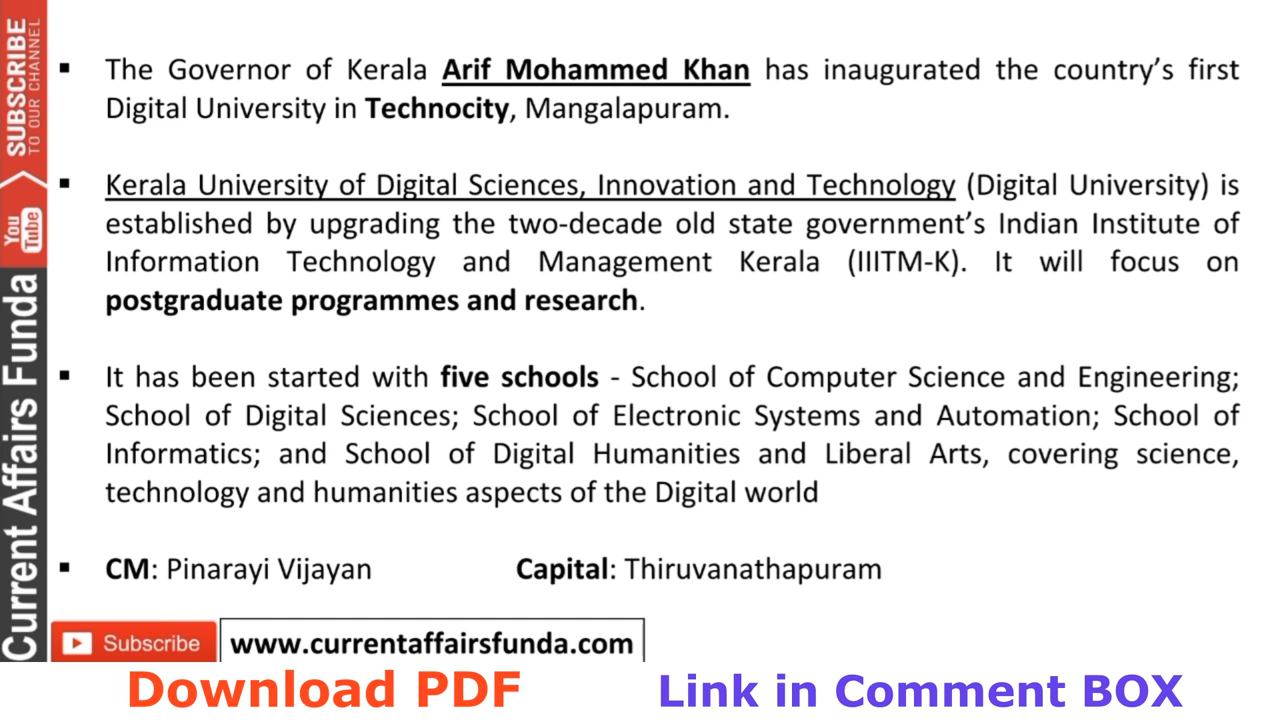 SUBSCRIBE
TO OUR CHANNEL
You
Tube
Current Affairs Funda
▪ The Governor of Kerala Arif Mohammed Khan has inaugurated the country’s first
Digital University in Technocity, Mangalapuram.
▪ Kerala University of Digital Sciences, Innovation and Technology (Digital University) is
established by upgrading the two-decade old state government’s Indian Institute of
Information Technology and Management Kerala (IIITM-K). It will focus on
postgraduate programmes and research.
▪ It has been started with five schools - School of Computer Science and Engineering;
School of Digital Sciences; School of Electronic Systems and Automation; School of
Informatics; and School of Digital Humanities and Liberal Arts, covering science,
technology and humanities aspects of the Digital world
▪ CM: Pinarayi Vijayan Capital: Thiruvanathapuram
Subscribe www.currentaffairsfunda.com
Download PDF Link in Comment BOX